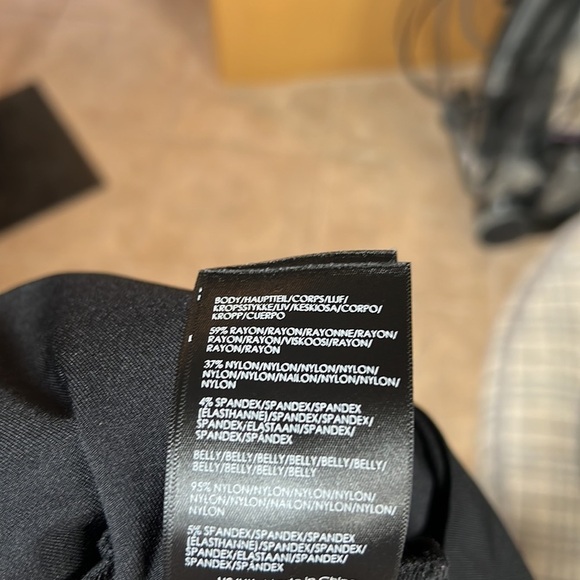 BODY/HAUPTTEIL/CORPS/LIJF/
KROPSSTYKKE/LIV/KESKIOSA/CORPO/
KROPP/CUERPO
59% RAYON/RAYON/RAYONNE/RAYON/
RAYON/RAYON/VISKOOSI/RAYON/
RAYON/RAYÓN
37% NYLON/NYLON/NYLON/NYLON/
NYLON/NYLON/NAILON/NYLON/NYLON/
NYLON
4% SPANDEX/SPANDEX/SPANDEX
(ÉLASTHANNE)/SPANDEX/SPANDEX/
SPANDEX/ELASTAANI/SPANDEX/
SPANDEX/SPANDEX
BELLY/BELLY/BELLY/BELLY/BELLY/BELLY/
BELLY/BELLY/BELLY/BELLY
95% NYLON/NYLON/NYLON/NYLON/
NYLON/NYLON/NAILON/NYLON/NYLON/
NYLON
5% SPANDEX/SPANDEX/SPANDEX
(ÉLASTHANNE)/SPANDEX/SPANDEX/
SPANDEX/ELASTAANI/SPANDEX/
SPANDEX/SPANDEX